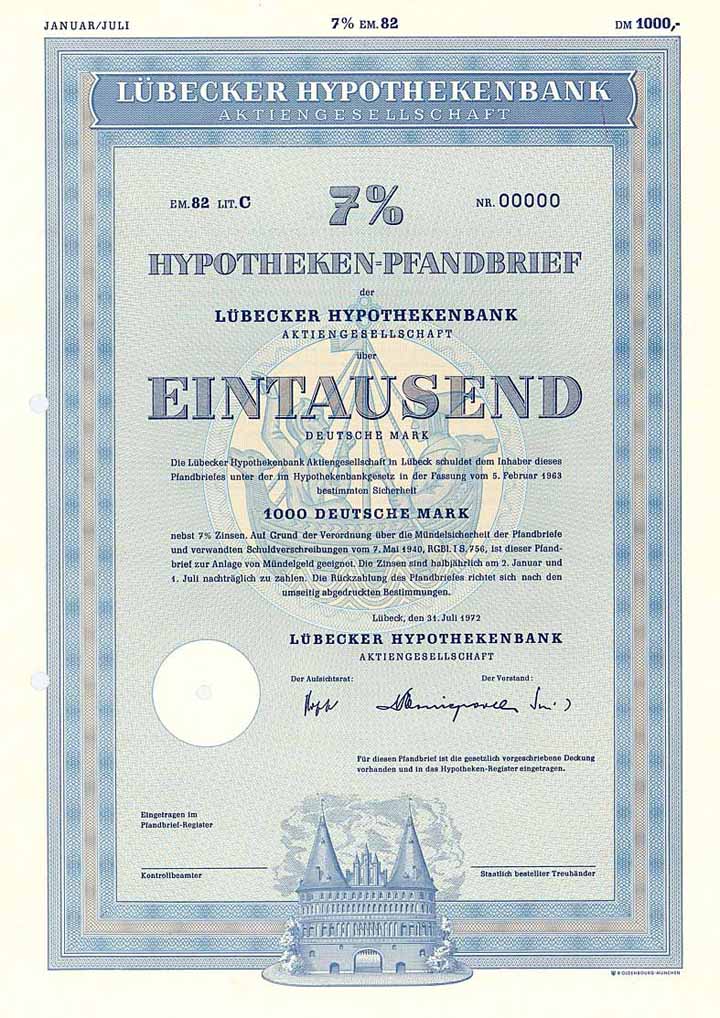 JANUAR/JULI 7% EM. 82 DM 1000,-
LÜBECKER HYPOTHEKENBANK
AKTIENGESELLSCHAFT
EM. 82 LIT. C 7% NR. 00000
HYPOTHEKEN-PFANDBRIEF
der
LÜBECKER HYPOTHEKENBANK
AKTIENGESELLSCHAFT
über
EINTAUSEND
DEUTSCHE MARK
Die Lübecker Hypothekenbank Aktiengesellschaft in Lübeck schuldet dem Inhaber dieses
Pfandbriefes unter der im Hypothekenbankgesetz in der Fassung vom 5. Februar 1963
bestimmten Sicherheit
1000 DEUTSCHE MARK
nebst 7% Zinsen. Auf Grund der Verordnung über die Mündelsicherheit der Pfandbriefe
und verwandten Schuldverschreibungen vom 7. Mai 1940, RGBl. I S. 756, ist dieser Pfand-
brief zur Anlage von Mündelgeld geeignet. Die Zinsen sind halbjährlich am 2. Januar und
1. Juli nachträglich zu zahlen. Die Rückzahlung des Pfandbriefes richtet sich nach den
umseitig abgedruckten Bestimmungen.
Lübeck, den 31. Juli 1972
LÜBECKER HYPOTHEKENBANK
AKTIENGESELLSCHAFT
Der Aufsichtsrat: Der Vorstand:
Für diesen Pfandbrief ist die gesetzlich vorgeschriebene Deckung
vorhanden und in das Hypotheken-Register eingetragen.
Eingetragen im
Pfandbrief-Register
Kontrollbeamter Staatlich bestellter Treuhänder
R. OLDENBOURG · MÜNCHEN